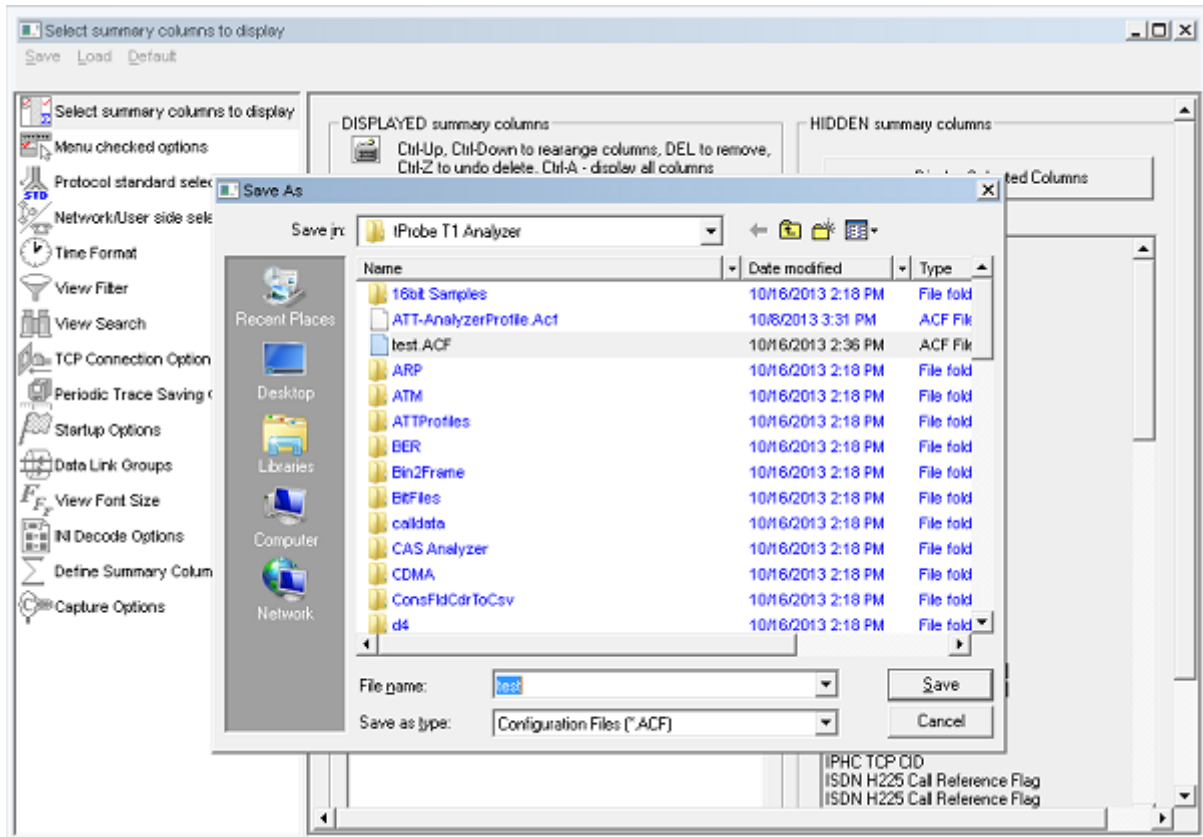 Select summary columns to display
Save Load Default
Select summary columns to display
Menu checked options
Protocol standard selec
Network/User side sele
Time Format
View Filter
View Search
TCP Connection Option
Periodic Trace Saving
Startup Options
Data Link Groups
View Font Size
INI Decode Options
Define Summary Colum
Capture Options
DISPLAYED summary columns
Ctrl-Up, Ctrl-Down to rearange columns, DEL to remove,
Ctrl-Z to undo delete. Ctrl-A - display all columns
HIDDEN summary columns
ted Columns
Save As
Save in: tProbe T1 Analyzer
Recent Places
Desktop
Libraries
Computer
Network
Name Date modified Type
16bit Samples 10/16/2013 2:18 PM File fold
ATT-AnalyzerProfile.Acf 10/8/2013 3:31 PM ACF File
test.ACF 10/16/2013 2:36 PM ACF File
ARP 10/16/2013 2:18 PM File fold
ATM 10/16/2013 2:18 PM File fold
ATTProfiles 10/16/2013 2:18 PM File fold
BER 10/16/2013 2:18 PM File fold
Bin2Frame 10/16/2013 2:18 PM File fold
BitFiles 10/16/2013 2:18 PM File fold
calldata 10/16/2013 2:18 PM File fold
CAS Analyzer 10/16/2013 2:18 PM File fold
CDMA 10/16/2013 2:18 PM File fold
ConsFldCdrToCsv 10/16/2013 2:18 PM File fold
d4 10/16/2013 2:18 PM File fold
File name: test Save
Save as type: Configuration Files (*.ACF) Cancel
IPHC TCP CID
ISDN H225 Call Reference Flag
ISDN H225 Call Reference Flag